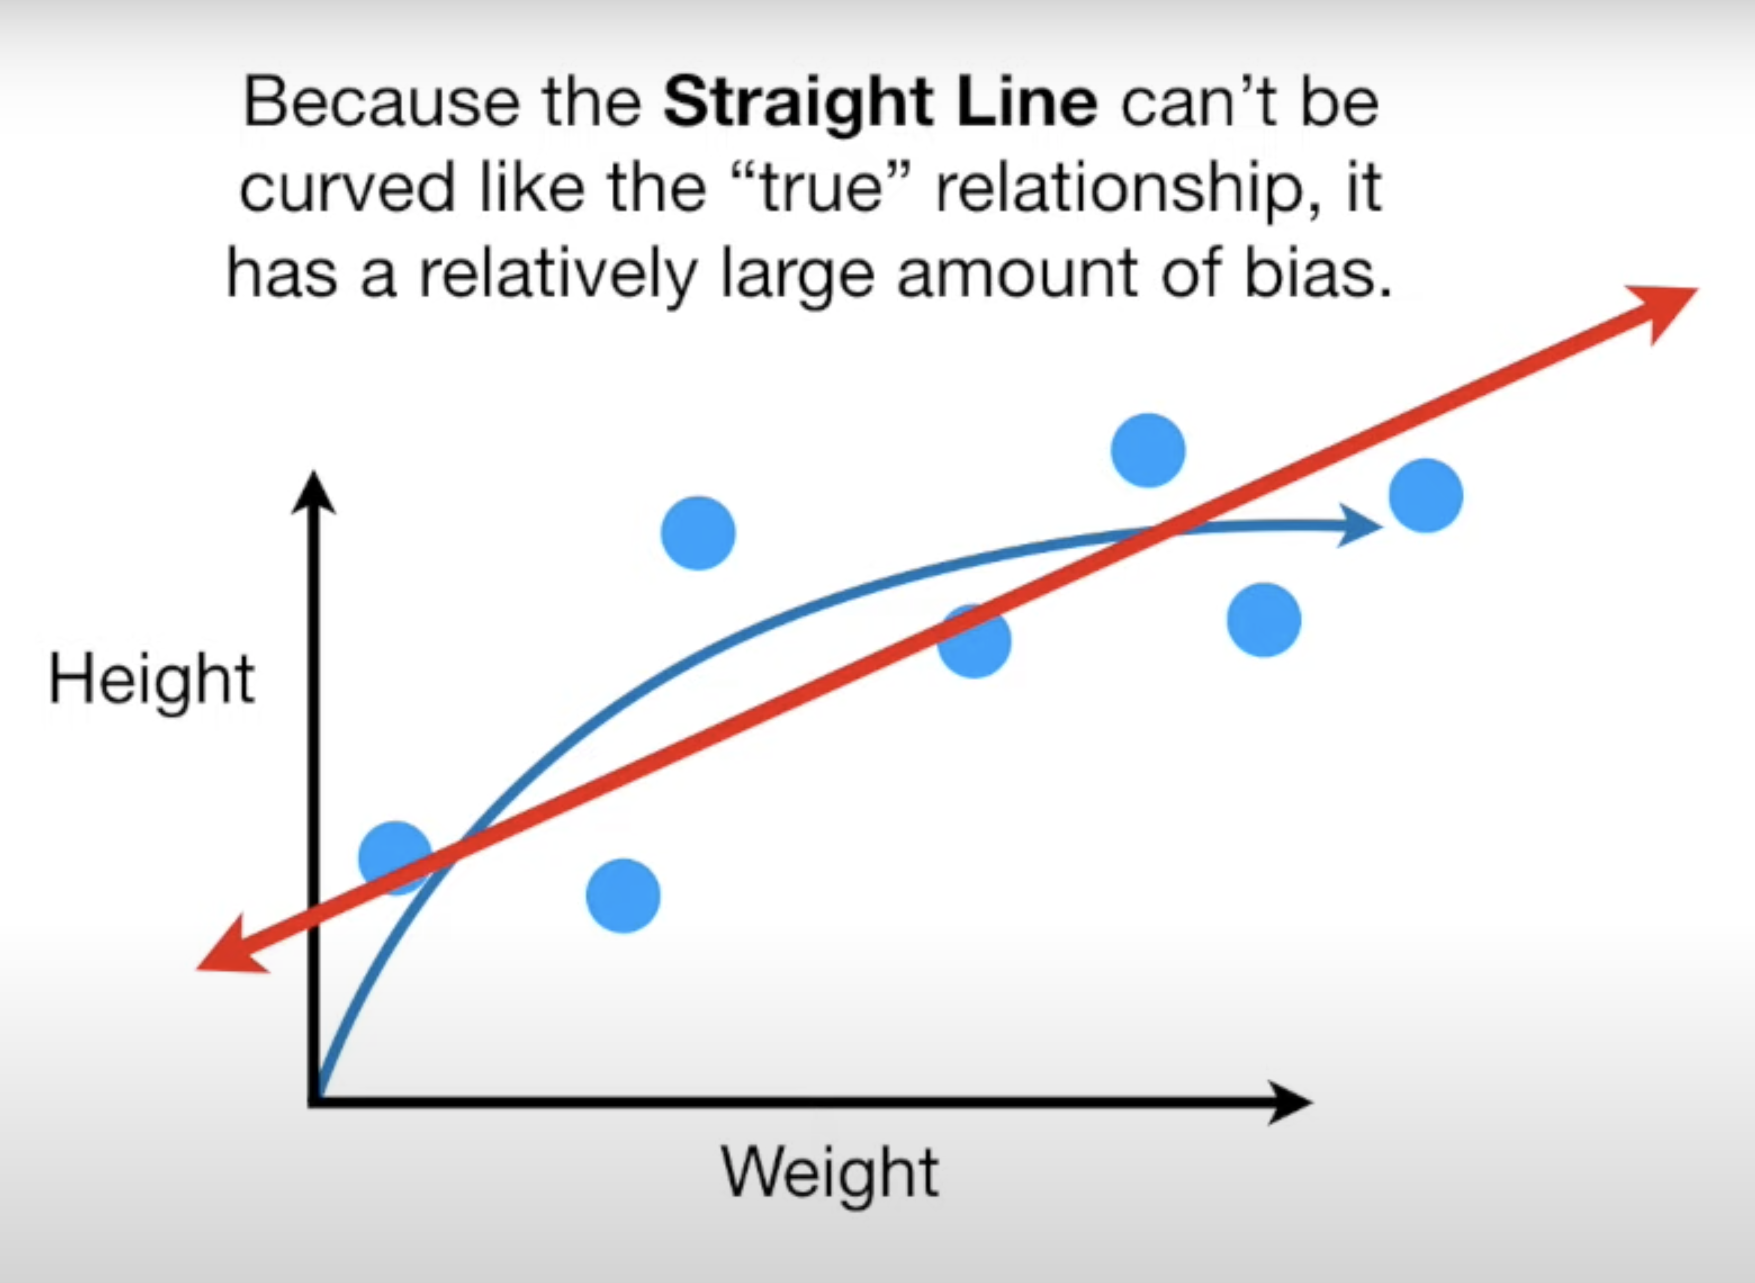 Because the Straight Line can’t be
curved like the “true” relationship, it
has a relatively large amount of bias.
Height
Weight